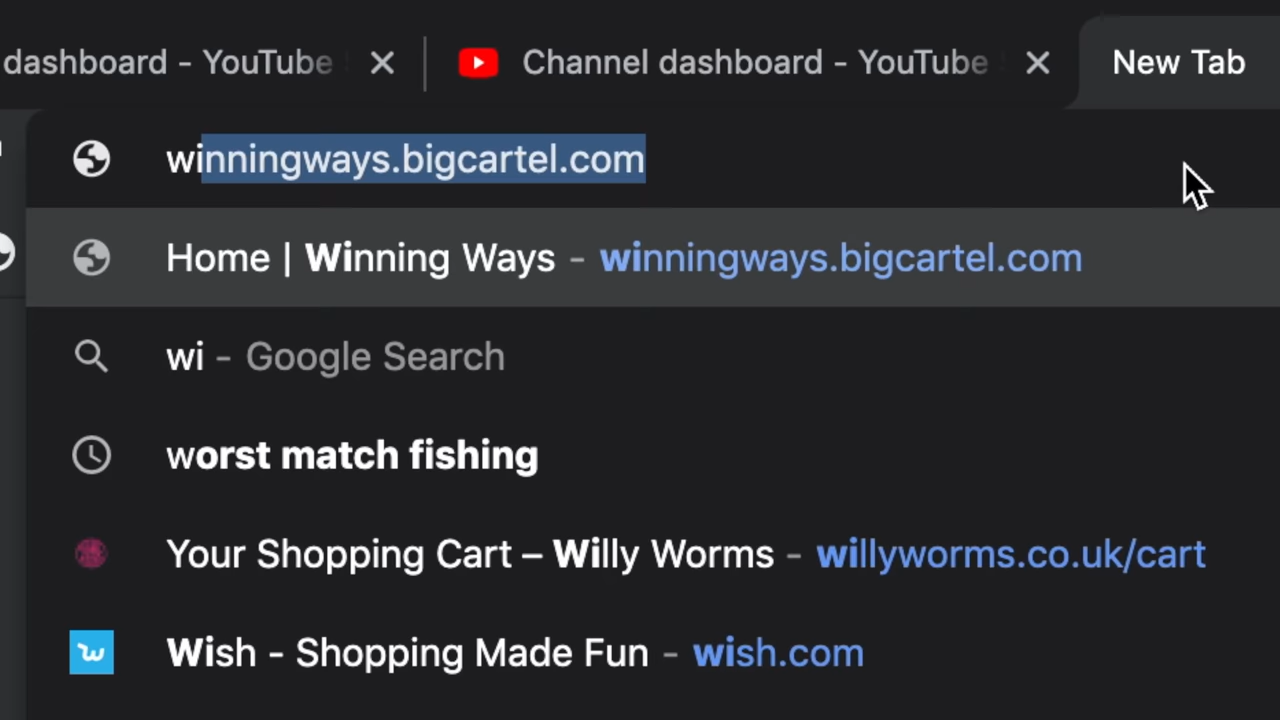 dashboard - YouTube Channel dashboard - YouTube New Tab
winningways.bigcartel.com
Home | Winning Ways - winningways.bigcartel.com
wi - Google Search
worst match fishing
Your Shopping Cart – Willy Worms - willyworms.co.uk/cart
Wish - Shopping Made Fun - wish.com